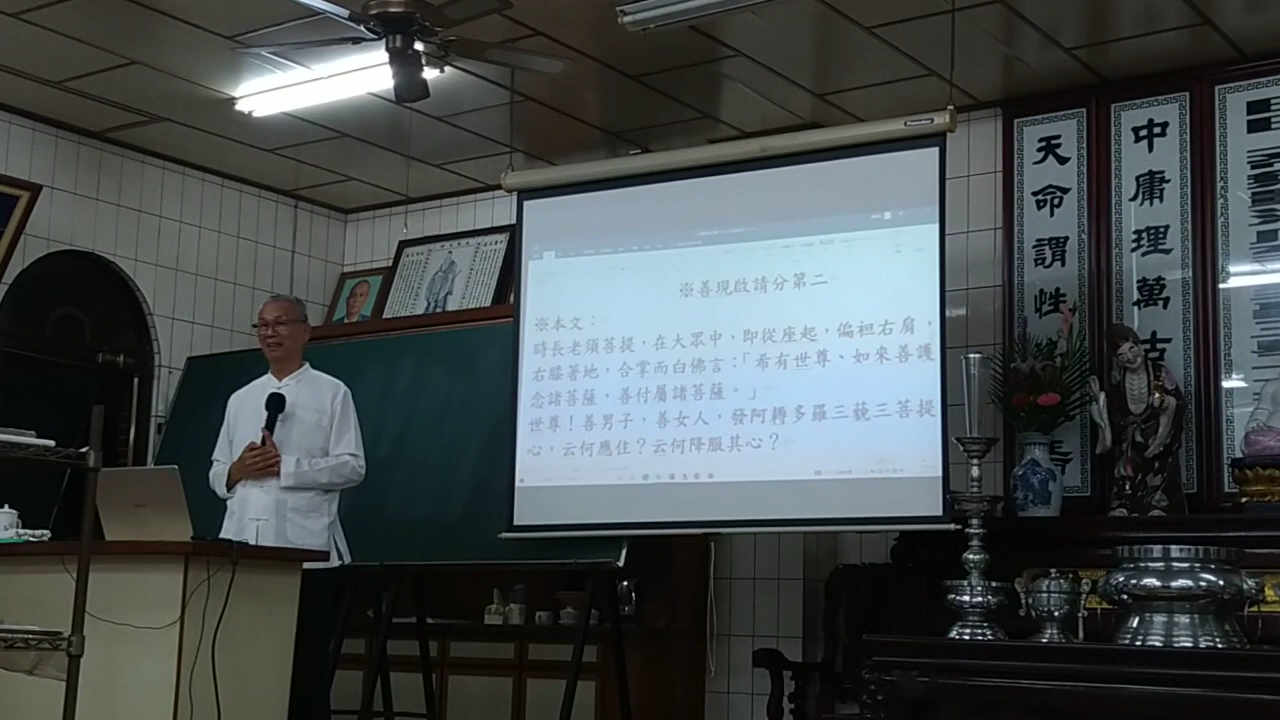 ※善現啟請分第二
※本文：
時長老須菩提，在大眾中，即從座起，偏袒右肩，
右膝著地，合掌而白佛言：「希有世尊、如來善護
念諸菩薩，善付屬諸菩薩。」
世尊！善男子，善女人，發阿耨多羅三藐三菩提
心，云何應住？云何降服其心？
中庸理萬古
天命謂性